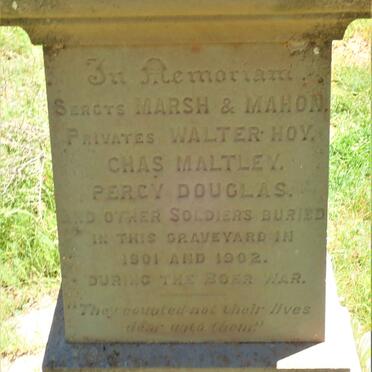 In Memoriam
SERGTS MARSH & MAHON.
PRIVATES WALTER HOY.
CHAS MALTLEY.
PERCY DOUGLAS.
AND OTHER SOLDIERS BURIED
IN THIS GRAVEYARD IN
1901 AND 1902.
DURING THE BOER WAR.
"They counted not their lives
dear unto them"